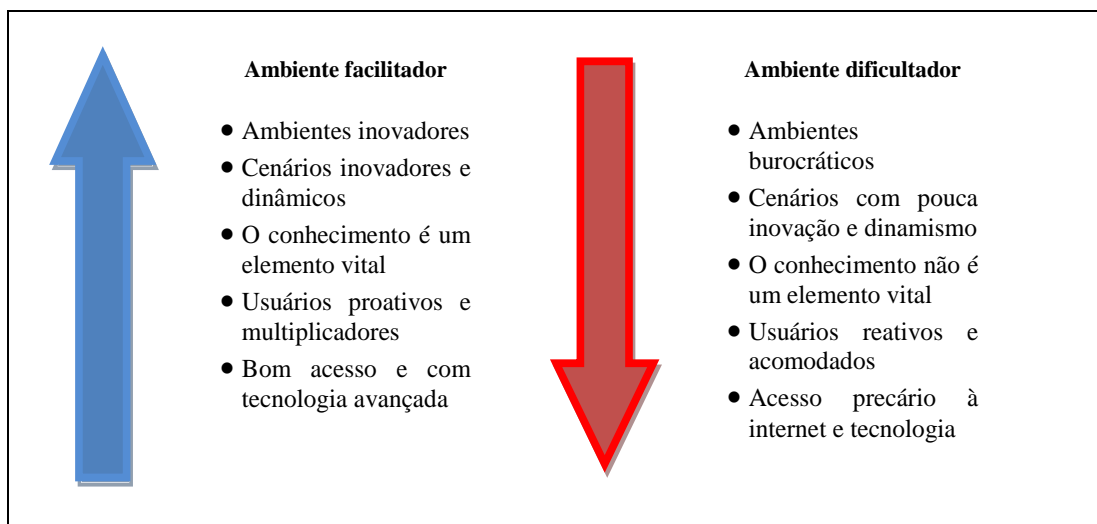 Ambiente facilitador
• Ambientes inovadores
• Cenários inovadores e
dinâmicos
• O conhecimento é um
elemento vital
• Usuários proativos e
multiplicadores
• Bom acesso e com
tecnologia avançada
Ambiente dificultador
• Ambientes
burocráticos
• Cenários com pouca
inovação e dinamismo
• O conhecimento não é
um elemento vital
• Usuários reativos e
acomodados
• Acesso precário à
internet e tecnologia